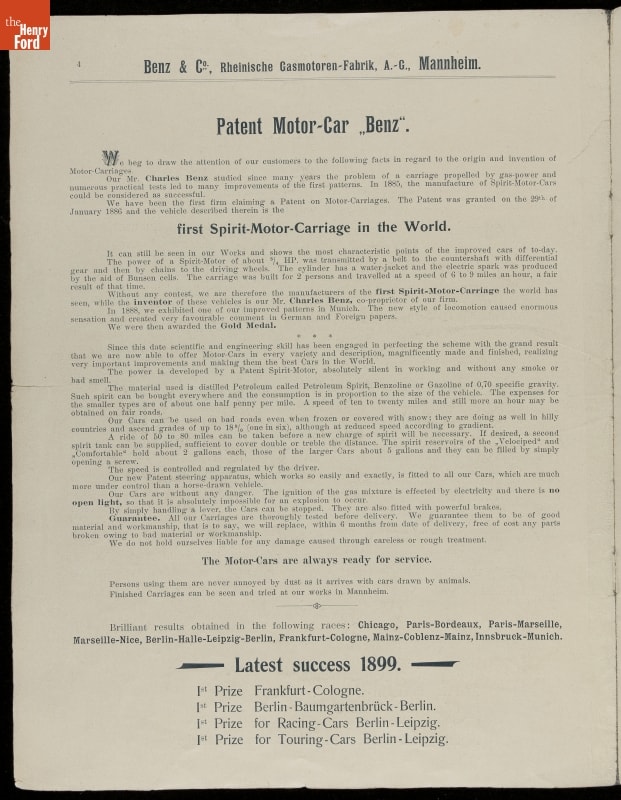 the
Henry
Ford
4
Benz & Co., Rheinische Gasmotoren-Fabrik, A.-G., Mannheim.
Patent Motor-Car „Benz“.
We beg to draw the attention of our customers to the following facts in regard to the origin and invention of
Motor-Carriages.
Our Mr. Charles Benz studied since many years the problem of a carriage propelled by gas-power and
numerous practical tests led to many improvements of the first patterns. In 1885, the manufacture of Spirit-Motor-Cars
could be considered as successful.
We have been the first firm claiming a Patent on Motor-Carriages. The Patent was granted on the 29th of
January 1886 and the vehicle described therein is the
first Spirit-Motor-Carriage in the World.
It can still be seen in our Works and shows the most characteristic points of the improved cars of to-day.
The power of a Spirit-Motor of about 3/4 HP. was transmitted by a belt to the countershaft with differential
gear and then by chains to the driving wheels. The cylinder has a water-jacket and the electric spark was produced
by the aid of Bunsen cells. The carriage was built for 2 persons and travelled at a speed of 6 to 9 miles an hour, a fair
result of that time.
Without any contest, we are therefore the manufacturers of the first Spirit-Motor-Carriage the world has
seen, while the inventor of these vehicles is our Mr. Charles Benz, co-proprietor of our firm.
In 1888, we exhibited one of our improved patterns in Munich. The new style of locomotion caused enormous
sensation and created very favourable comment in German and Foreign papers.
We were then awarded the Gold Medal.
* * *
Since this date scientific and engineering skill has been engaged in perfecting the scheme with the grand result
that we are now able to offer Motor-Cars in every variety and description, magnificently made and finished, realizing
very important improvements and making them the best Cars in the World.
The power is developed by a Patent Spirit-Motor, absolutely silent in working and without any smoke or
bad smell.
The material used is distilled Petroleum called Petroleum Spirit, Benzoline or Gazoline of 0,70 specific gravity.
Such spirit can be bought everywhere and the consumption is in proportion to the size of the vehicle. The expenses for
the smaller types are of about one half penny per mile. A speed of ten to twenty miles and still more an hour may be
obtained on fair roads.
Our Cars can be used on bad roads even when frozen or covered with snow; they are doing as well in hilly
countries and ascend grades of up to 18% (one in six), although at reduced speed according to gradient.
A ride of 50 to 80 miles can be taken before a new charge of spirit will be necessary. If desired, a second
spirit tank can be supplied, sufficient to cover double or treble the distance. The spirit reservoirs of the „Velociped“ and
„Comfortable“ hold about 2 gallons each, those of the larger Cars about 5 gallons and they can be filled by simply
opening a screw.
The speed is controlled and regulated by the driver.
Our new Patent steering apparatus, which works so easily and exactly, is fitted to all our Cars, which are much
more under control than a horse-drawn vehicle.
Our Cars are without any danger. The ignition of the gas mixture is effected by electricity and there is no
open light, so that it is absolutely impossible for an explosion to occur.
By simply handling a lever, the Cars can be stopped. They are also fitted with powerful brakes.
Guarantee. All our Carriages are thoroughly tested before delivery. We guarantee them to be of good
material and workmanship, that is to say, we will replace, within 6 months from date of delivery, free of cost any parts
broken owing to bad material or workmanship.
We do not hold ourselves liable for any damage caused through careless or rough treatment.
The Motor-Cars are always ready for service.
Persons using them are never annoyed by dust as it arrives with cars drawn by animals.
Finished Carriages can be seen and tried at our works in Mannheim.
Brilliant results obtained in the following races: Chicago, Paris-Bordeaux, Paris-Marseille,
Marseille-Nice, Berlin-Halle-Leipzig-Berlin, Frankfurt-Cologne, Mainz-Coblenz-Mainz, Innsbruck-Munich.
Latest success 1899.
1st Prize Frankfurt-Cologne.
1st Prize Berlin-Baumgartenbrück-Berlin.
1st Prize for Racing-Cars Berlin-Leipzig.
1st Prize for Touring-Cars Berlin-Leipzig.